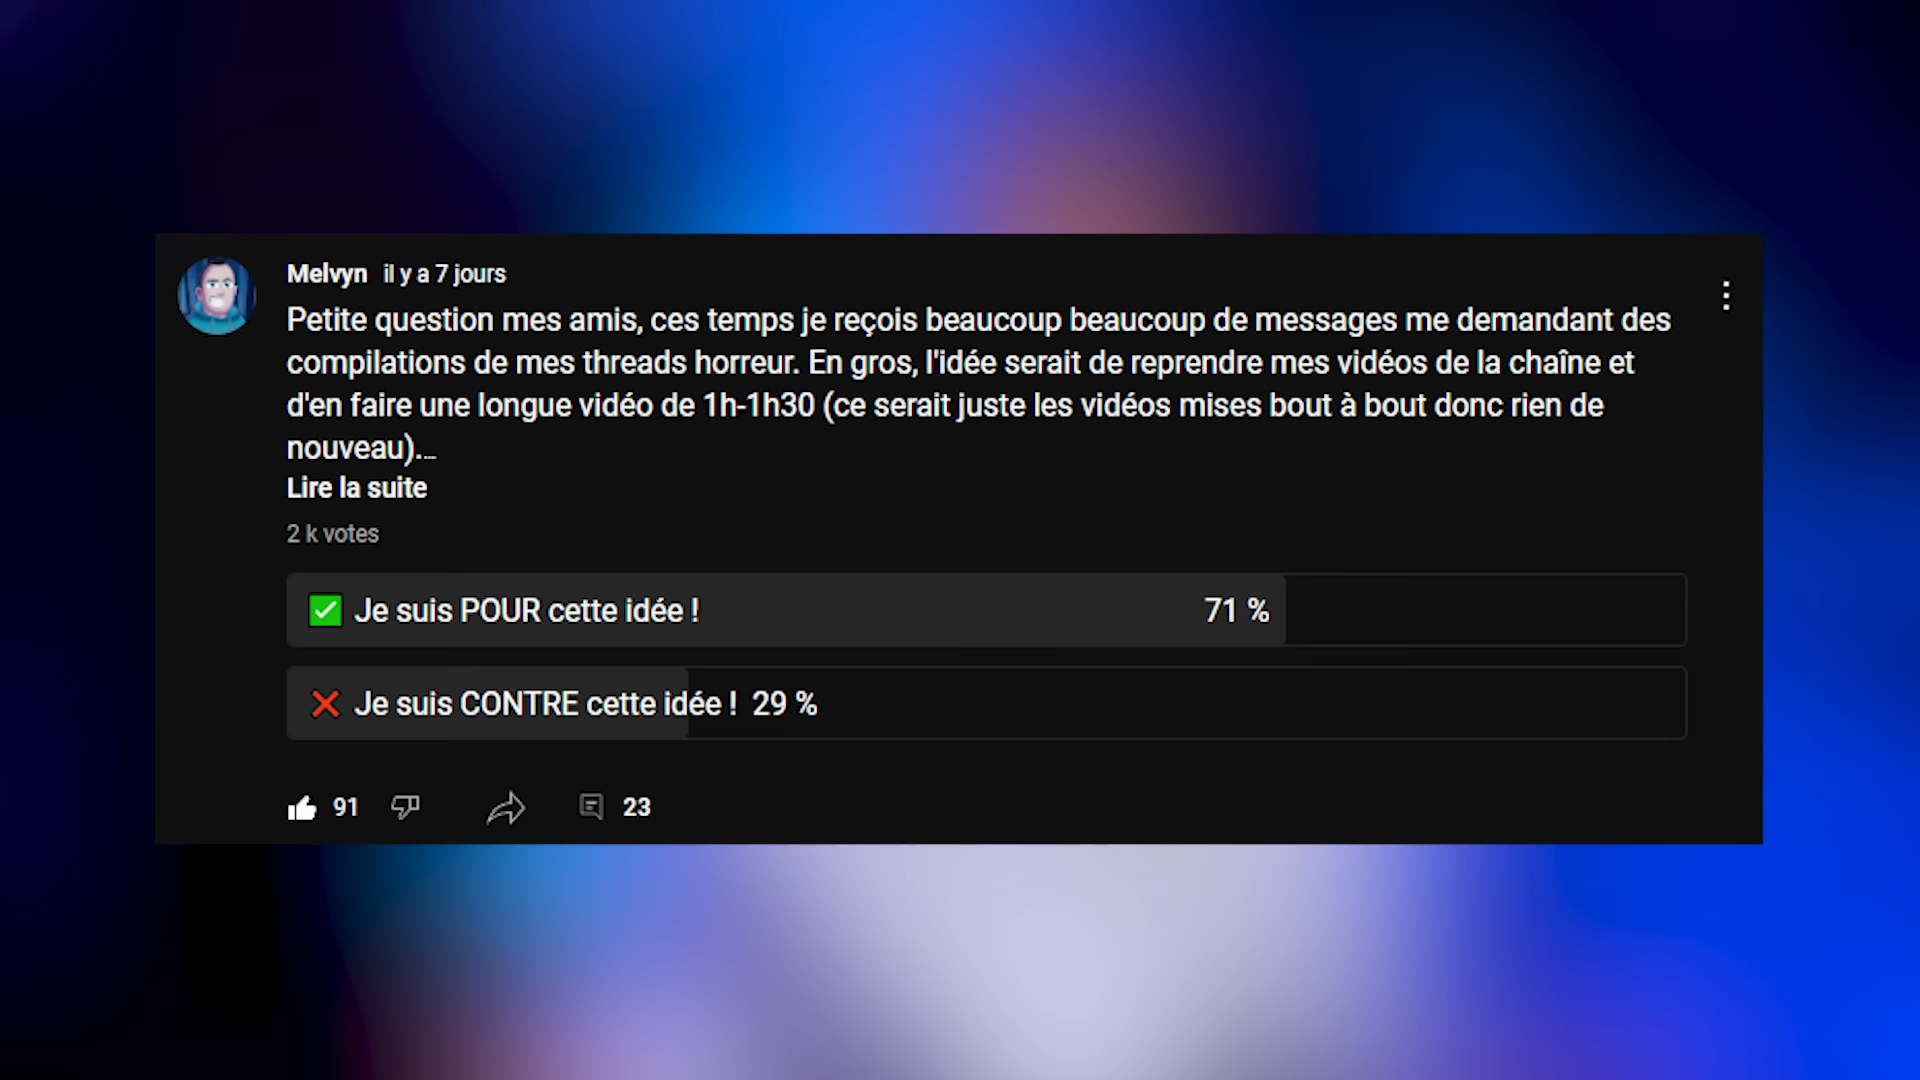 Melvyn il y a 7 jours
Petite question mes amis, ces temps je reçois beaucoup beaucoup de messages me demandant des
compilations de mes threads horreur. En gros, l'idée serait de reprendre mes vidéos de la chaîne et
d'en faire une longue vidéo de 1h-1h30 (ce serait juste les vidéos mises bout à bout donc rien de
nouveau)....
Lire la suite
2 k votes
✅ Je suis POUR cette idée ! 71 %
❌ Je suis CONTRE cette idée ! 29 %
91 23